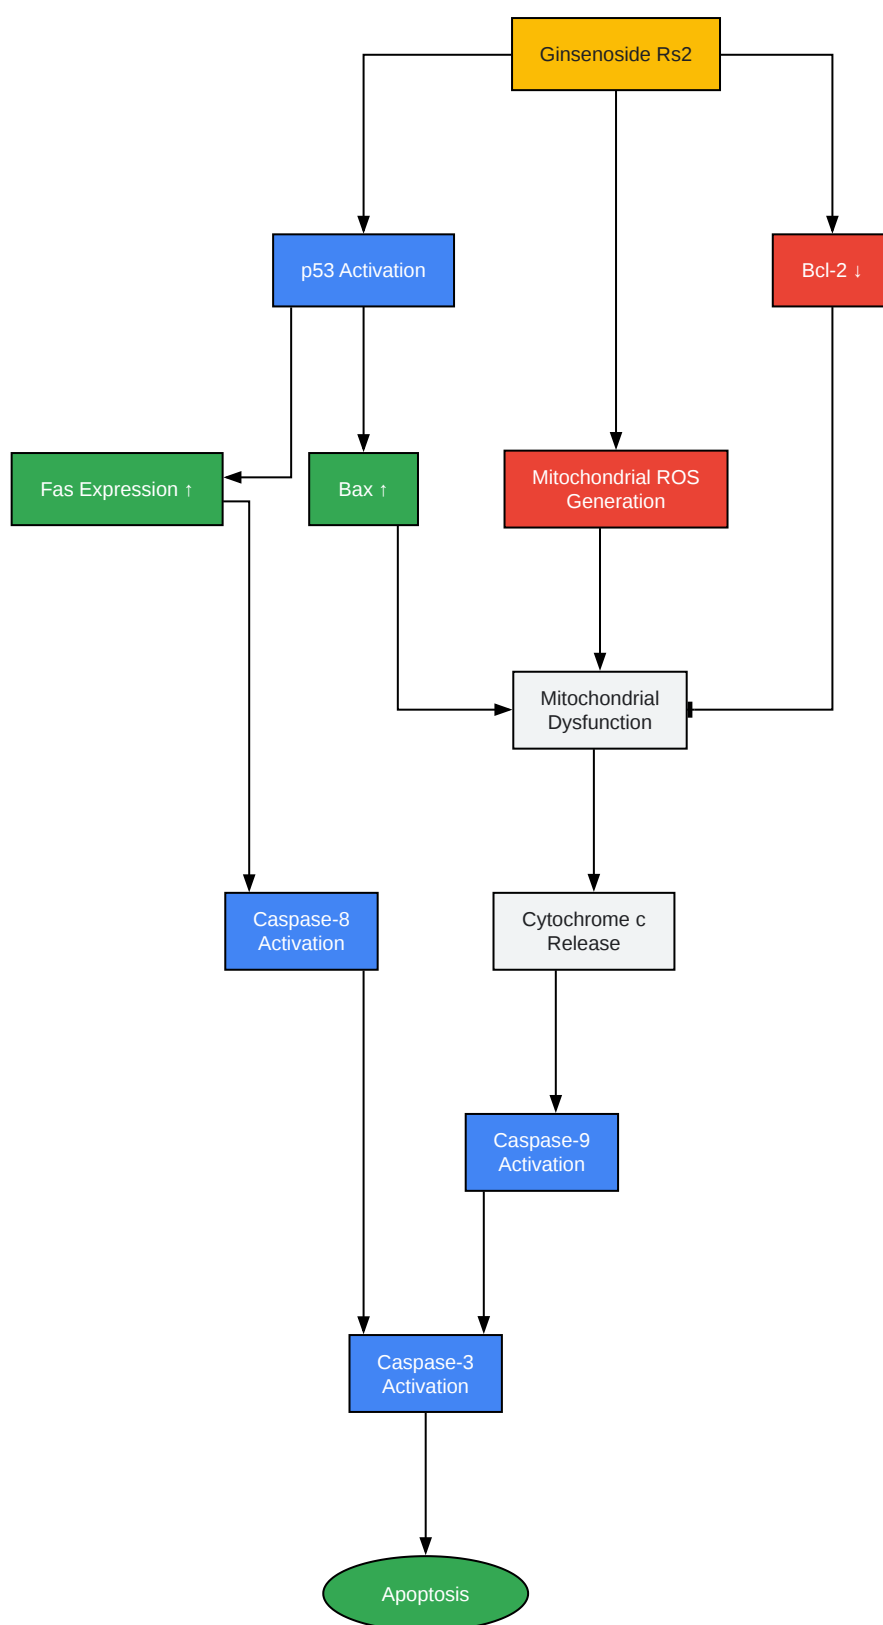 Ginsenoside Rs2
p53 Activation
Bcl-2 ↓
Fas Expression ↑
Bax ↑
Mitochondrial ROS
Generation
Mitochondrial
Dysfunction
Caspase-8
Activation
Cytochrome c
Release
Caspase-9
Activation
Caspase-3
Activation
Apoptosis